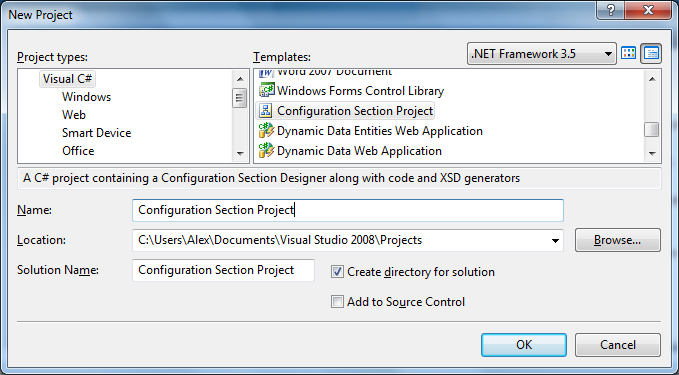 New Project
Project types:
Templates:
.NET Framework 3.5
Visual C#
Windows
Web
Smart Device
Office
Word 2007 Document
Windows Forms Control Library
Configuration Section Project
Dynamic Data Entities Web Application
Dynamic Data Web Application
A C# project containing a Configuration Section Designer along with code and XSD generators
Name:
Configuration Section Project
Location:
C:\Users\Alex\Documents\Visual Studio 2008\Projects
Browse...
Solution Name:
Configuration Section Project
Create directory for solution
Add to Source Control
OK
Cancel